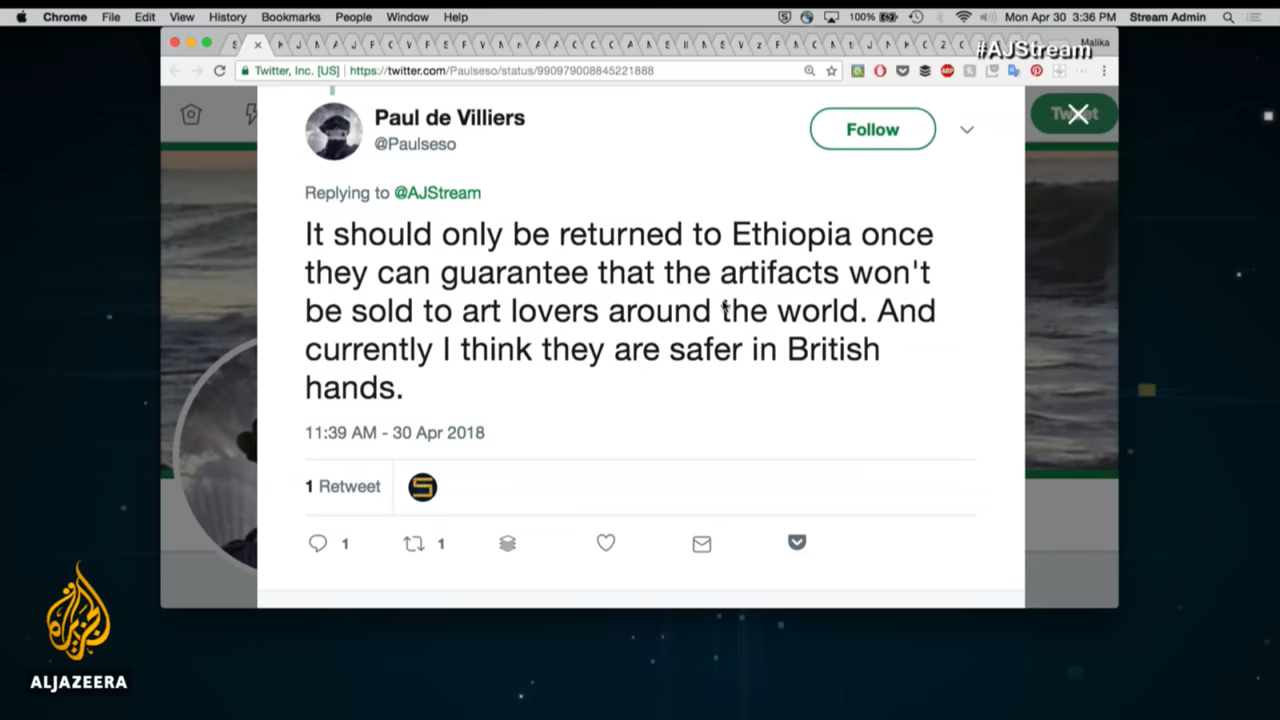 Chrome File Edit View History Bookmarks People Window Help 100% Mon Apr 30 3:36 PM Stream Admin
Malika
#AJStream
Twitter, Inc. [US] https://twitter.com/Paulseso/status/990979008845221888
Paul de Villiers
@Paulseso
Follow
Tweet
Replying to @AJStream
It should only be returned to Ethiopia once
they can guarantee that the artifacts won't
be sold to art lovers around the world. And
currently I think they are safer in British
hands.
11:39 AM - 30 Apr 2018
1 Retweet
1 1
ALJAZEERA